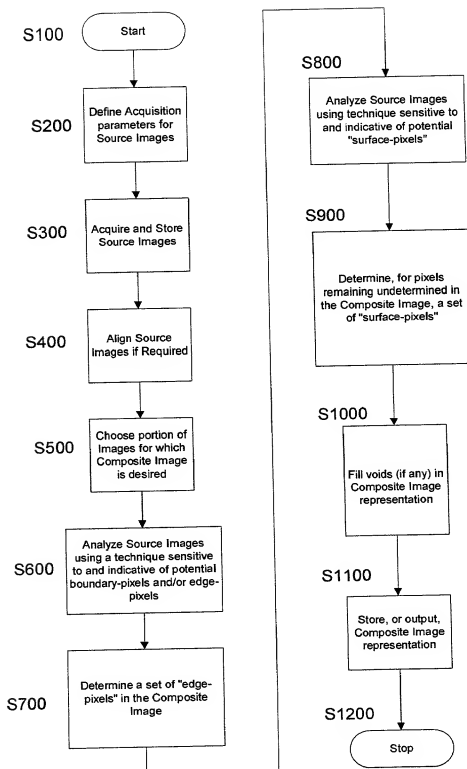 S100
Start
S200
Define Acquisition
parameters for
Source Images
S300
Acquire and Store
Source Images
S400
Align Source
Images if Required
S500
Choose portion of
Images for which
Composite Image
is desired
S600
Analyze Source Images
using a technique sensitive
to and indicative of potential
boundary-pixels and/or edge-
pixels
S700
Determine a set of "edge-
pixels" in the Composite
Image
S800
Analyze Source Images
using technique sensitive to
and indicative of potential
"surface-pixels"
S900
Determine, for pixels
remaining undetermined in
the Composite Image, a set
of "surface-pixels"
S1000
Fill voids (if any) in
Composite Image
representation
S1100
Store, or output,
Composite Image
representation
S1200
Stop